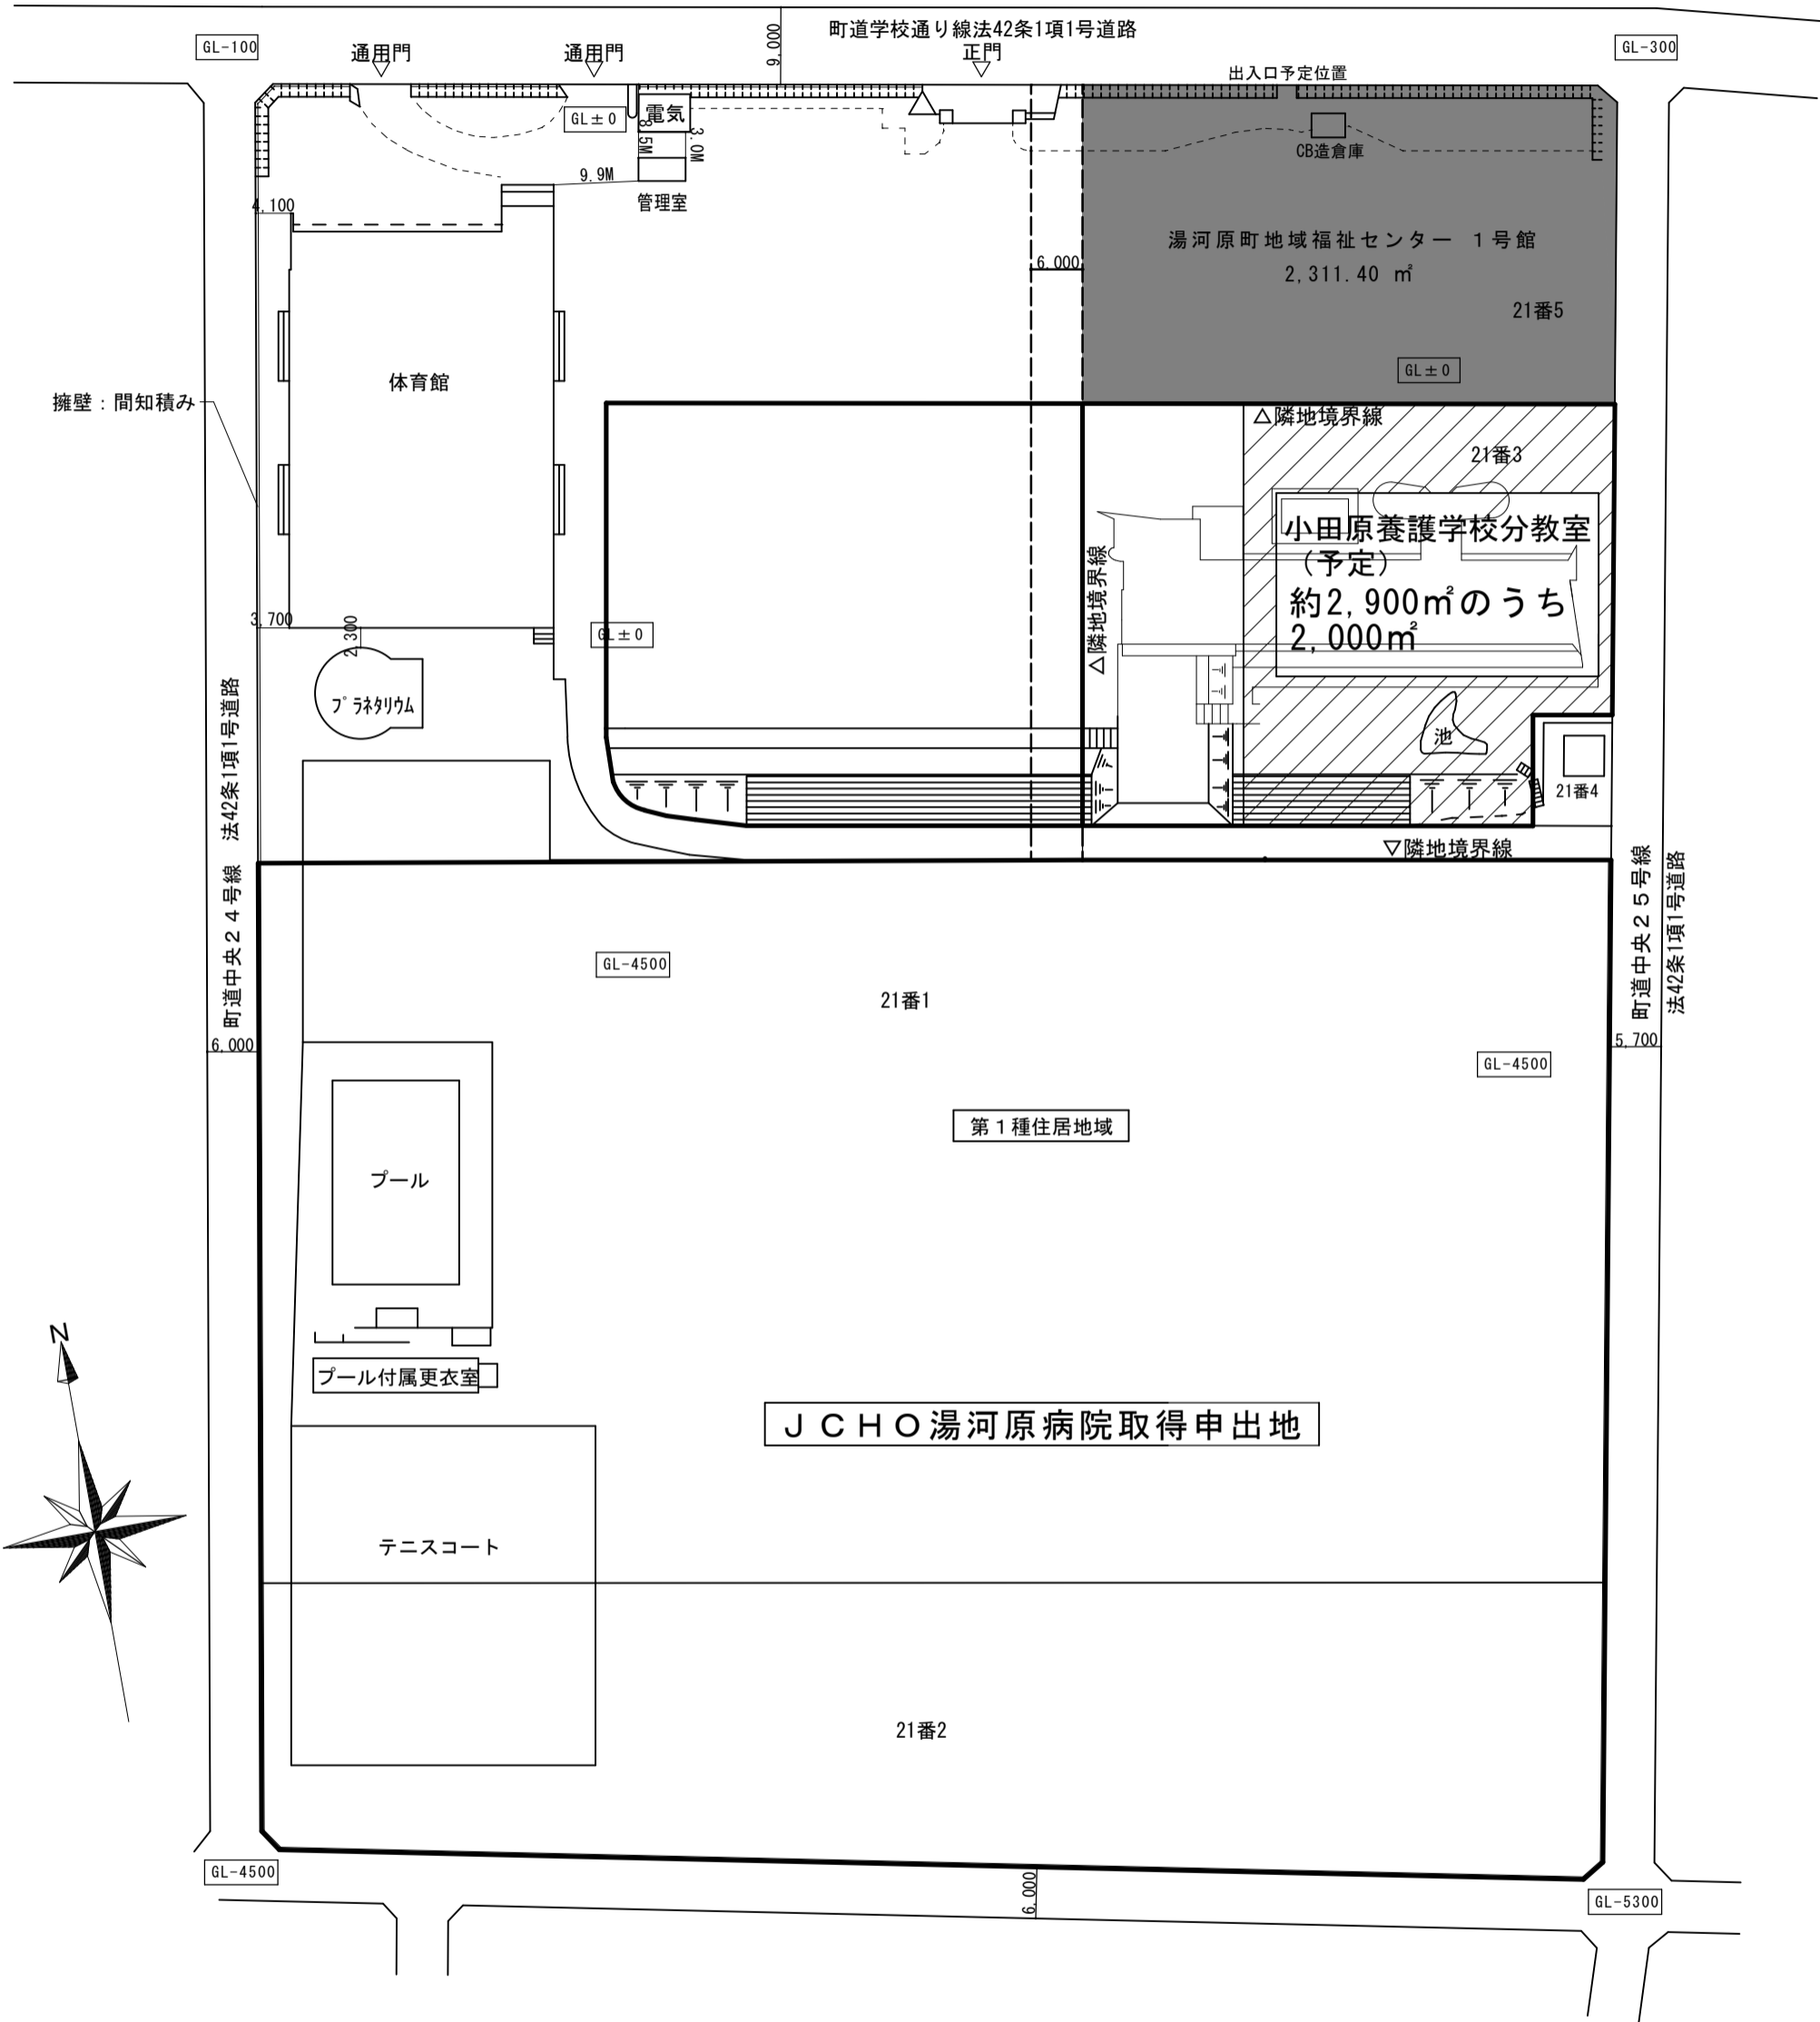 町道学校通り線法42条1項1号道路
GL-100
通用門
通用門
9,000
正門
GL-300
出入口予定位置
GL±0
電気
8.5M
3.0M
CB造倉庫
9.9M
管理室
4,100
湯河原町地域福祉センター 1号館
6,000
2,311.40 ㎡
21番5
GL±0
体育館
擁壁：間知積み
△隣地境界線
21番3
小田原養護学校分教室
（予定）
約2,900㎡のうち
2,000㎡
△隣地境界線
3,700
2,300
GL±0
プラネタリウム
池
21番4
▽隣地境界線
町道中央24号線 法42条1項1号道路
町道中央25号線
法42条1項1号道路
GL-4500
21番1
6,000
5,700
GL-4500
第1種住居地域
プール
N
プール付属更衣室
JCHO湯河原病院取得申出地
テニスコート
21番2
GL-4500
6,000
GL-5300